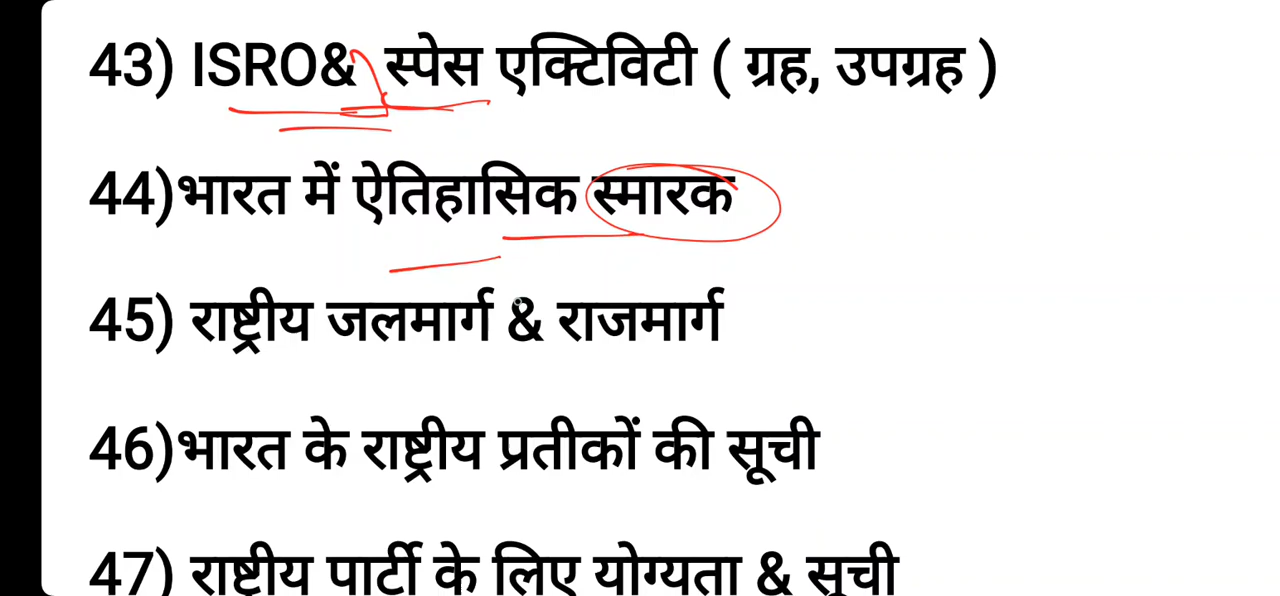 43) ISRO& स्पेस एक्टिविटी ( ग्रह, उपग्रह )
44)भारत में ऐतिहासिक स्मारक
45) राष्ट्रीय जलमार्ग & राजमार्ग
46)भारत के राष्ट्रीय प्रतीकों की सूची
47) राष्टीय पार्टी के लिए योग्यता & सूची